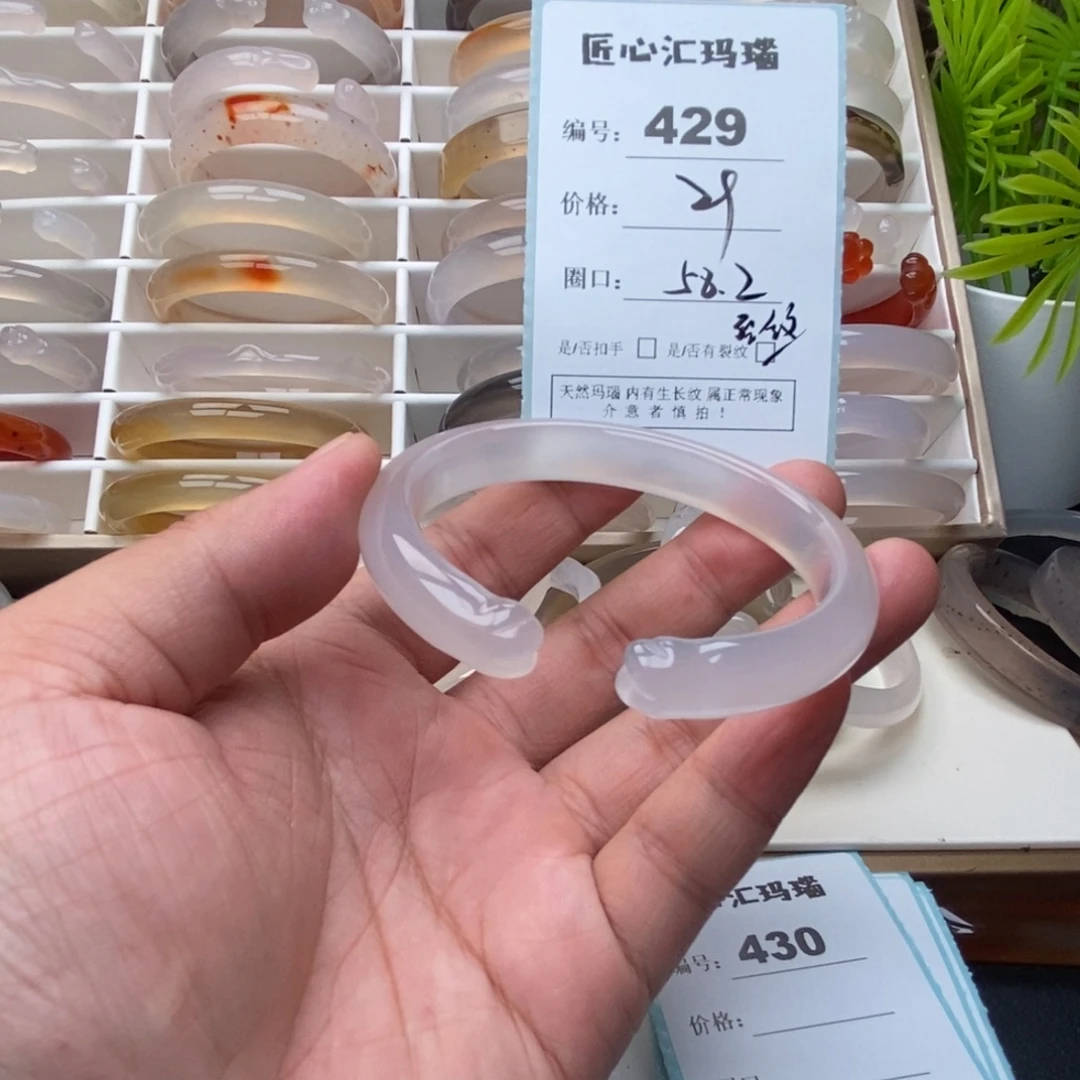 匠心汇玛瑙
编号: 429
价格: 29
圈口: 58.2
纹
是/否扣手 □ 是/否有裂纹 □
天然玛瑙 内有生长纹 属正常现象
介意者慎拍!
汇玛瑙
编号: 430
价格: